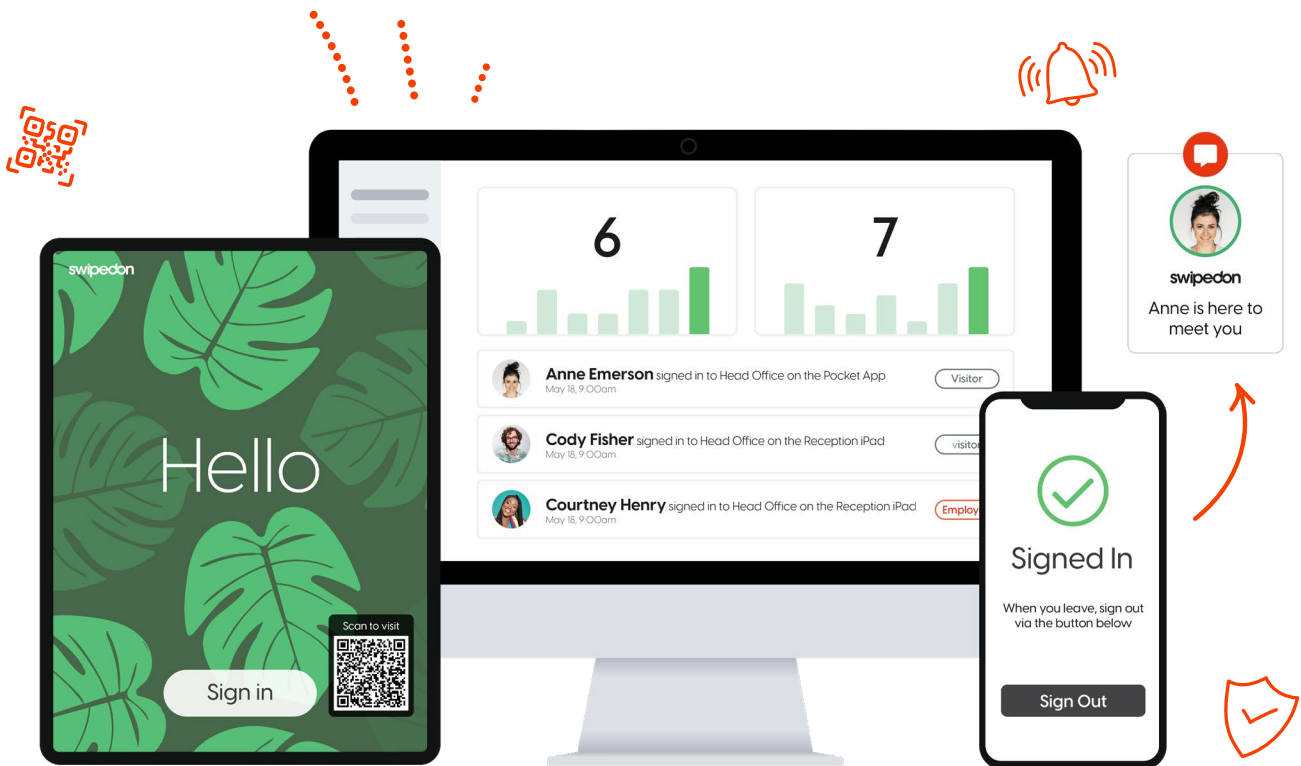 swipedon
Hello
Scan to visit
Sign in
6
7
Anne Emerson signed in to Head Office on the Pocket App
May 18, 9:00am
Visitor
Cody Fisher signed in to Head Office on the Reception iPad
May 18, 9:00am
visitor
Courtney Henry signed in to Head Office on the Reception iPad
May 18, 9:00am
Employ
Signed In
When you leave, sign out
via the button below
Sign Out
swipedon
Anne is here to
meet you